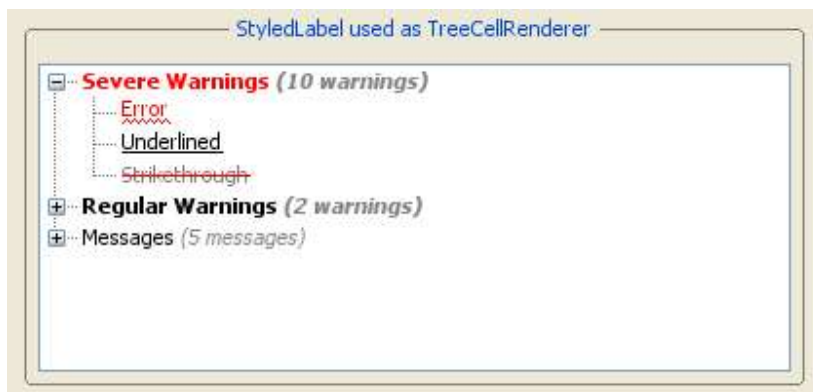 StyledLabel used as TreeCellRenderer
Severe Warnings (10 warnings)
Error
Underlined
Strikethrough
Regular Warnings (2 warnings)
Messages (5 messages)